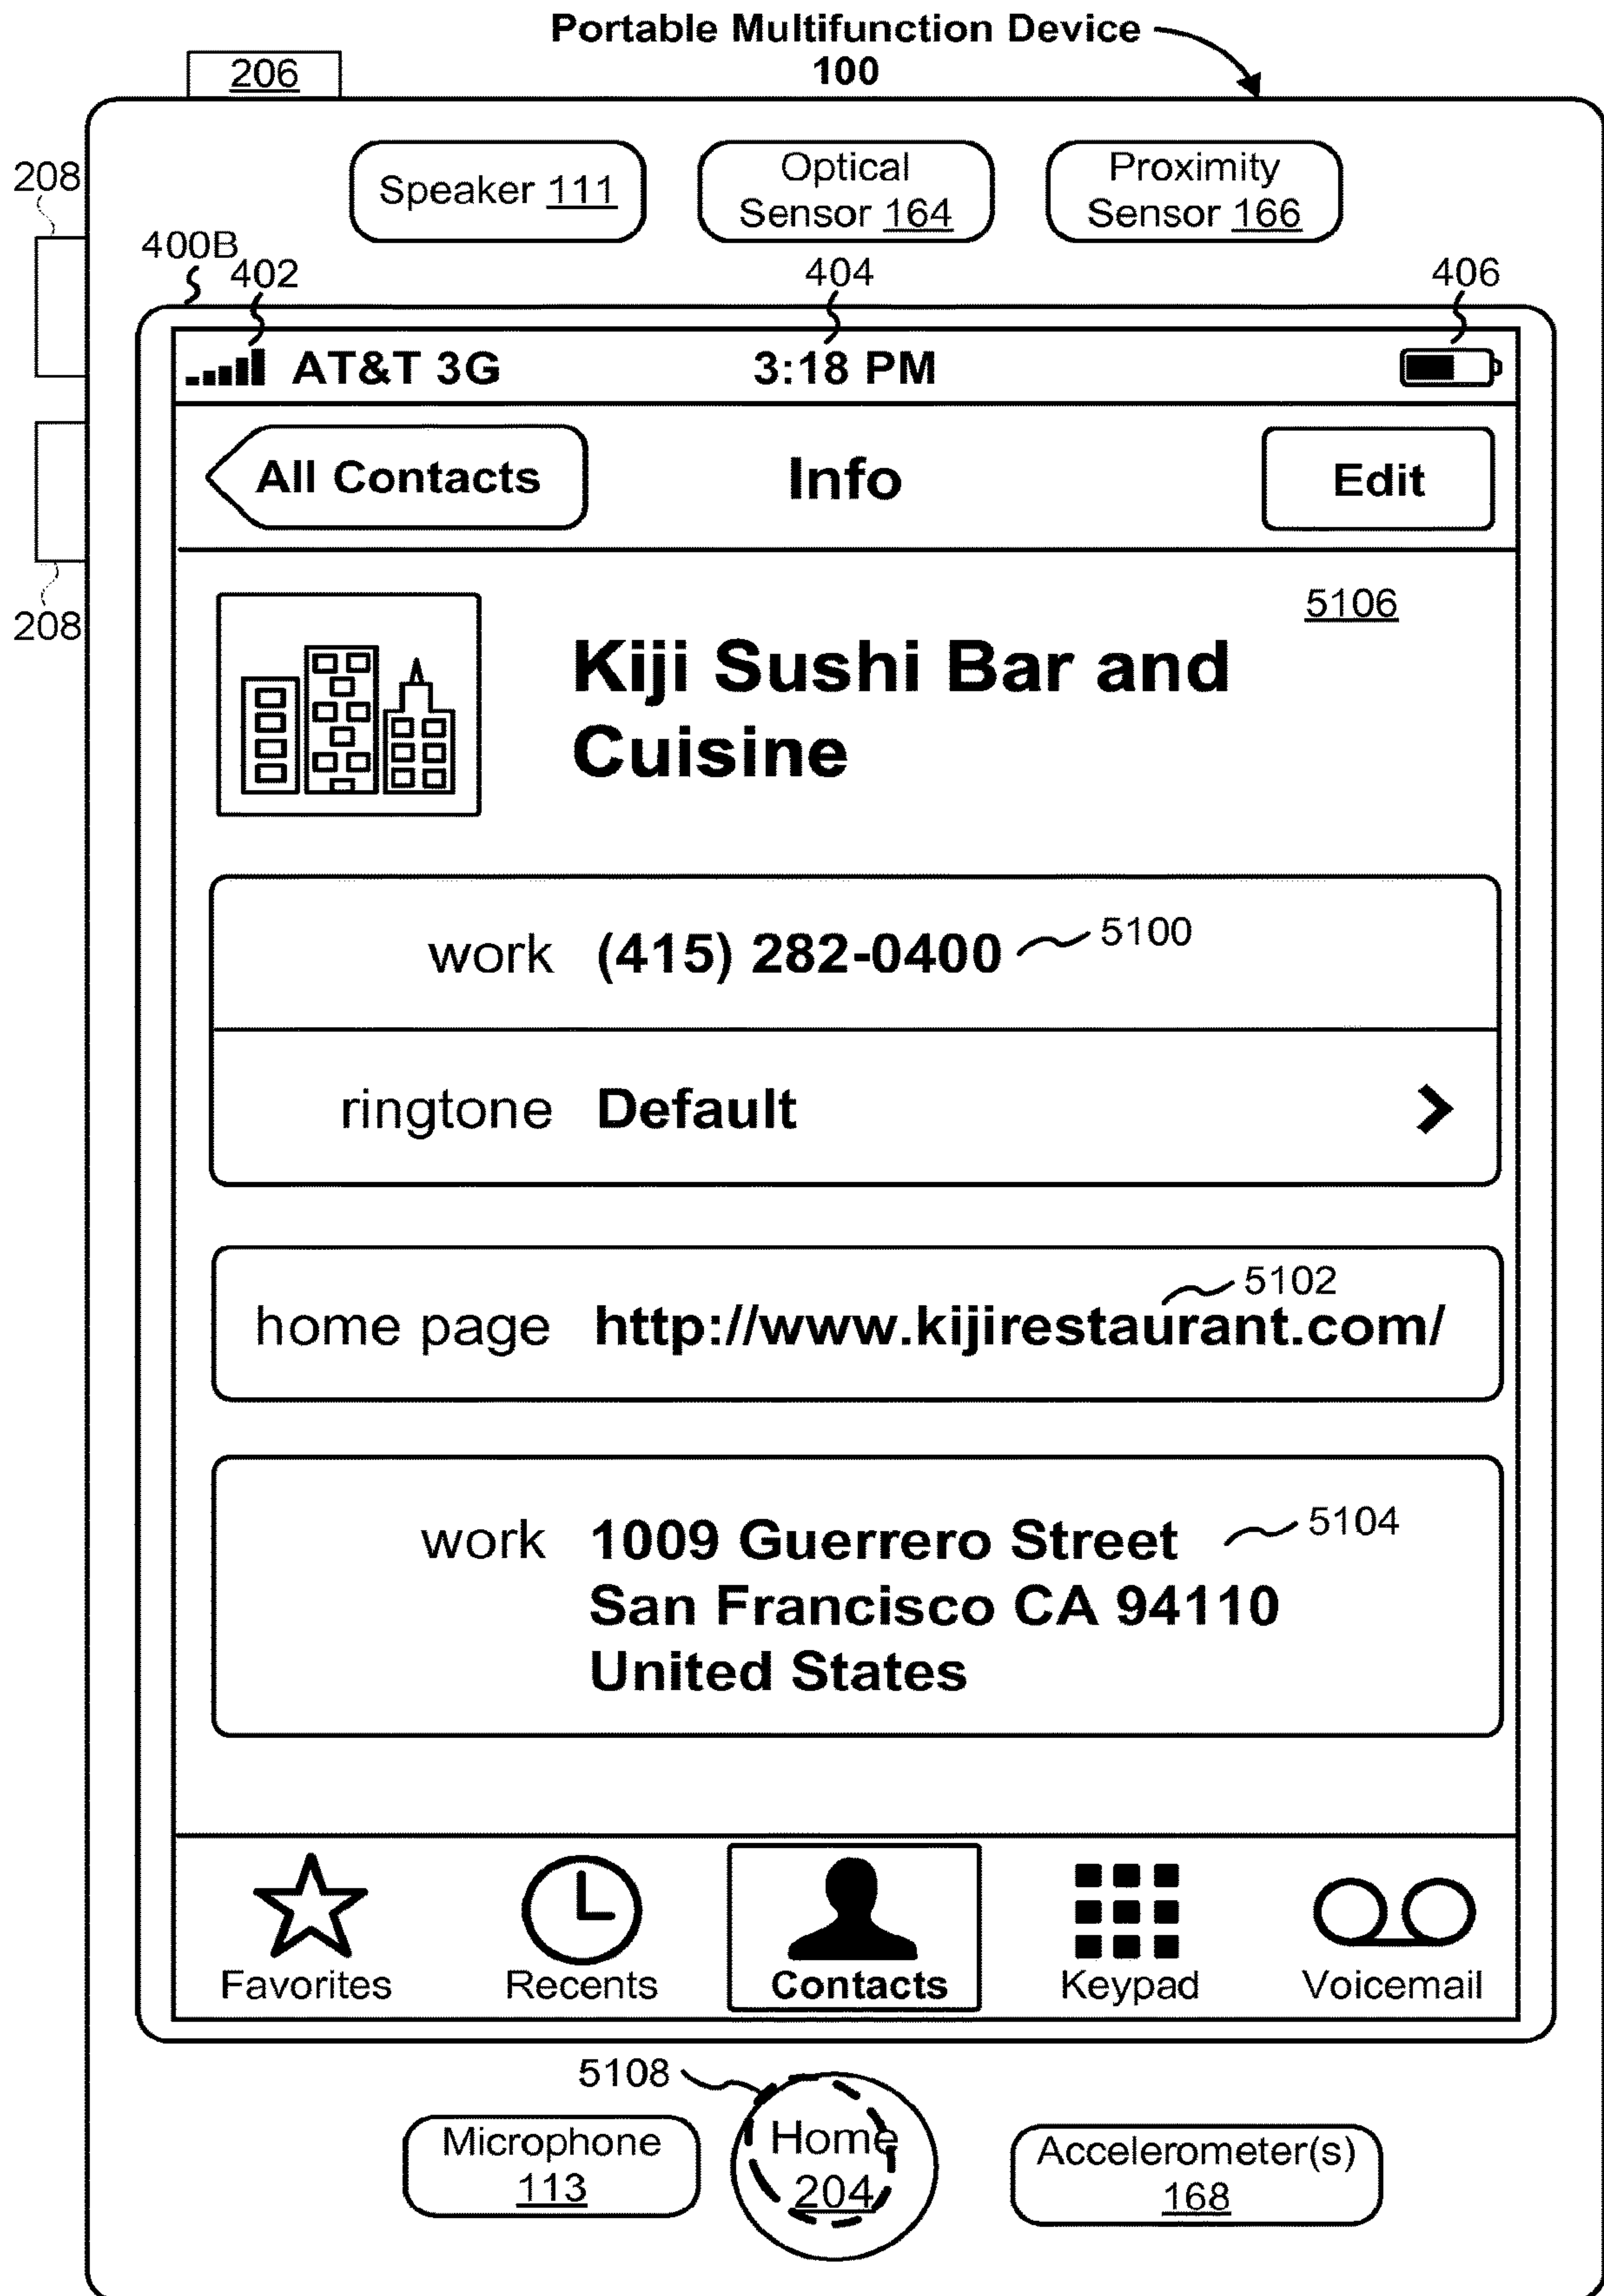 Portable Multifunction Device
100
206
208
Speaker 111
Optical
Sensor 164
Proximity
Sensor 166
400B
402
404
406
AT&T 3G
3:18 PM
All Contacts
Info
Edit
208
5106
Kiji Sushi Bar and
Cuisine
work (415) 282-0400
5100
ringtone Default
5102
home page http://www.kijirestaurant.com/
work 1009 Guerrero Street
5104
San Francisco CA 94110
United States
Favorites
Recents
Contacts
Keypad
Voicemail
5108
Microphone
113
Home
204
Accelerometer(s)
168